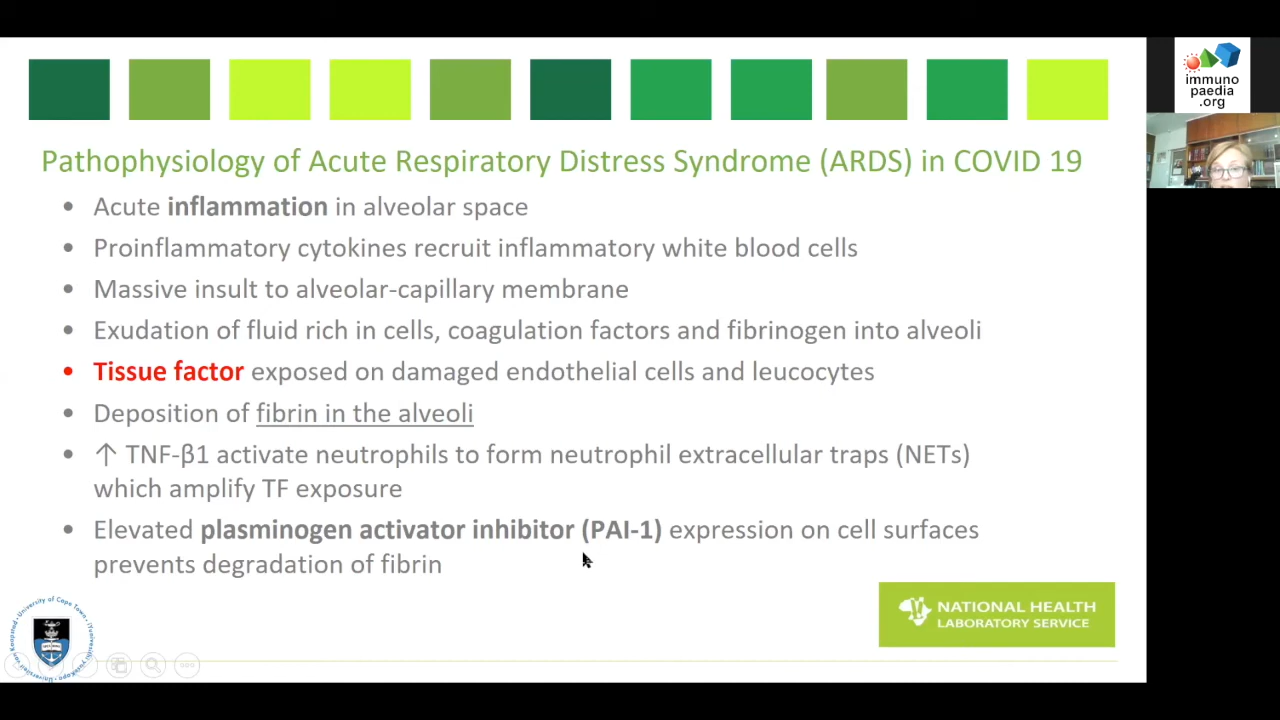 immuno
paedia
.org
Pathophysiology of Acute Respiratory Distress Syndrome (ARDS) in COVID 19
• Acute inflammation in alveolar space
• Proinflammatory cytokines recruit inflammatory white blood cells
• Massive insult to alveolar-capillary membrane
• Exudation of fluid rich in cells, coagulation factors and fibrinogen into alveoli
• Tissue factor exposed on damaged endothelial cells and leucocytes
• Deposition of fibrin in the alveoli
• ↑ TNF-β1 activate neutrophils to form neutrophil extracellular traps (NETs)
which amplify TF exposure
• Elevated plasminogen activator inhibitor (PAI-1) expression on cell surfaces
prevents degradation of fibrin
NATIONAL HEALTH
LABORATORY SERVICE
University of Cape Town